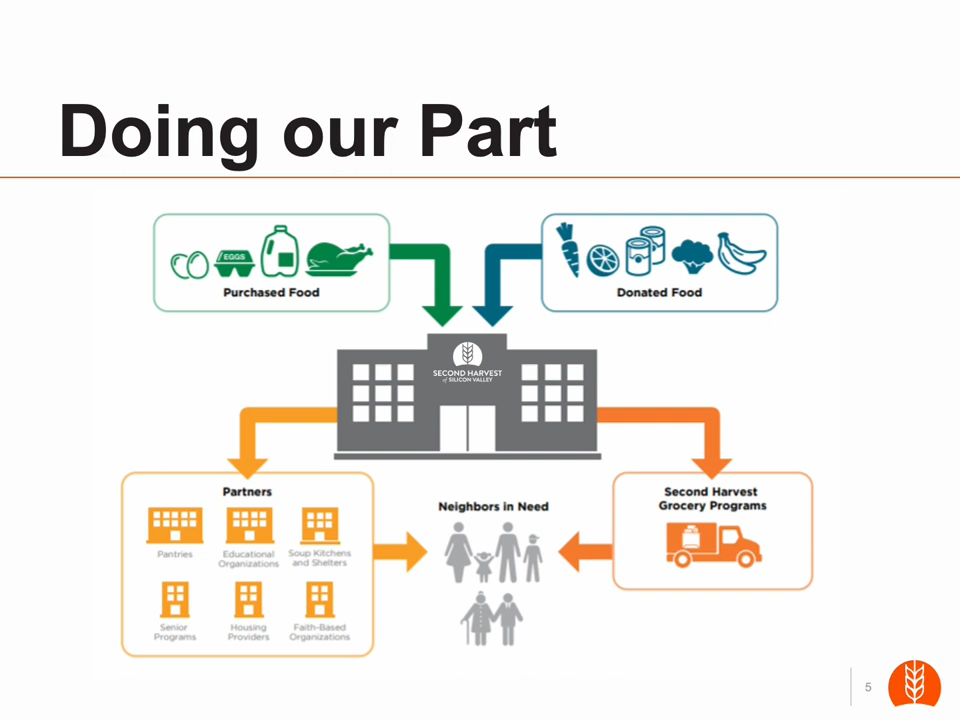 Doing our Part
EGGS
Purchased Food
Donated Food
SECOND HARVEST
of SILICON VALLEY
Partners
Pantries
Educational
Organizations
Soup Kitchens
and Shelters
Senior
Programs
Housing
Providers
Faith-Based
Organizations
Neighbors in Need
Second Harvest
Grocery Programs
5